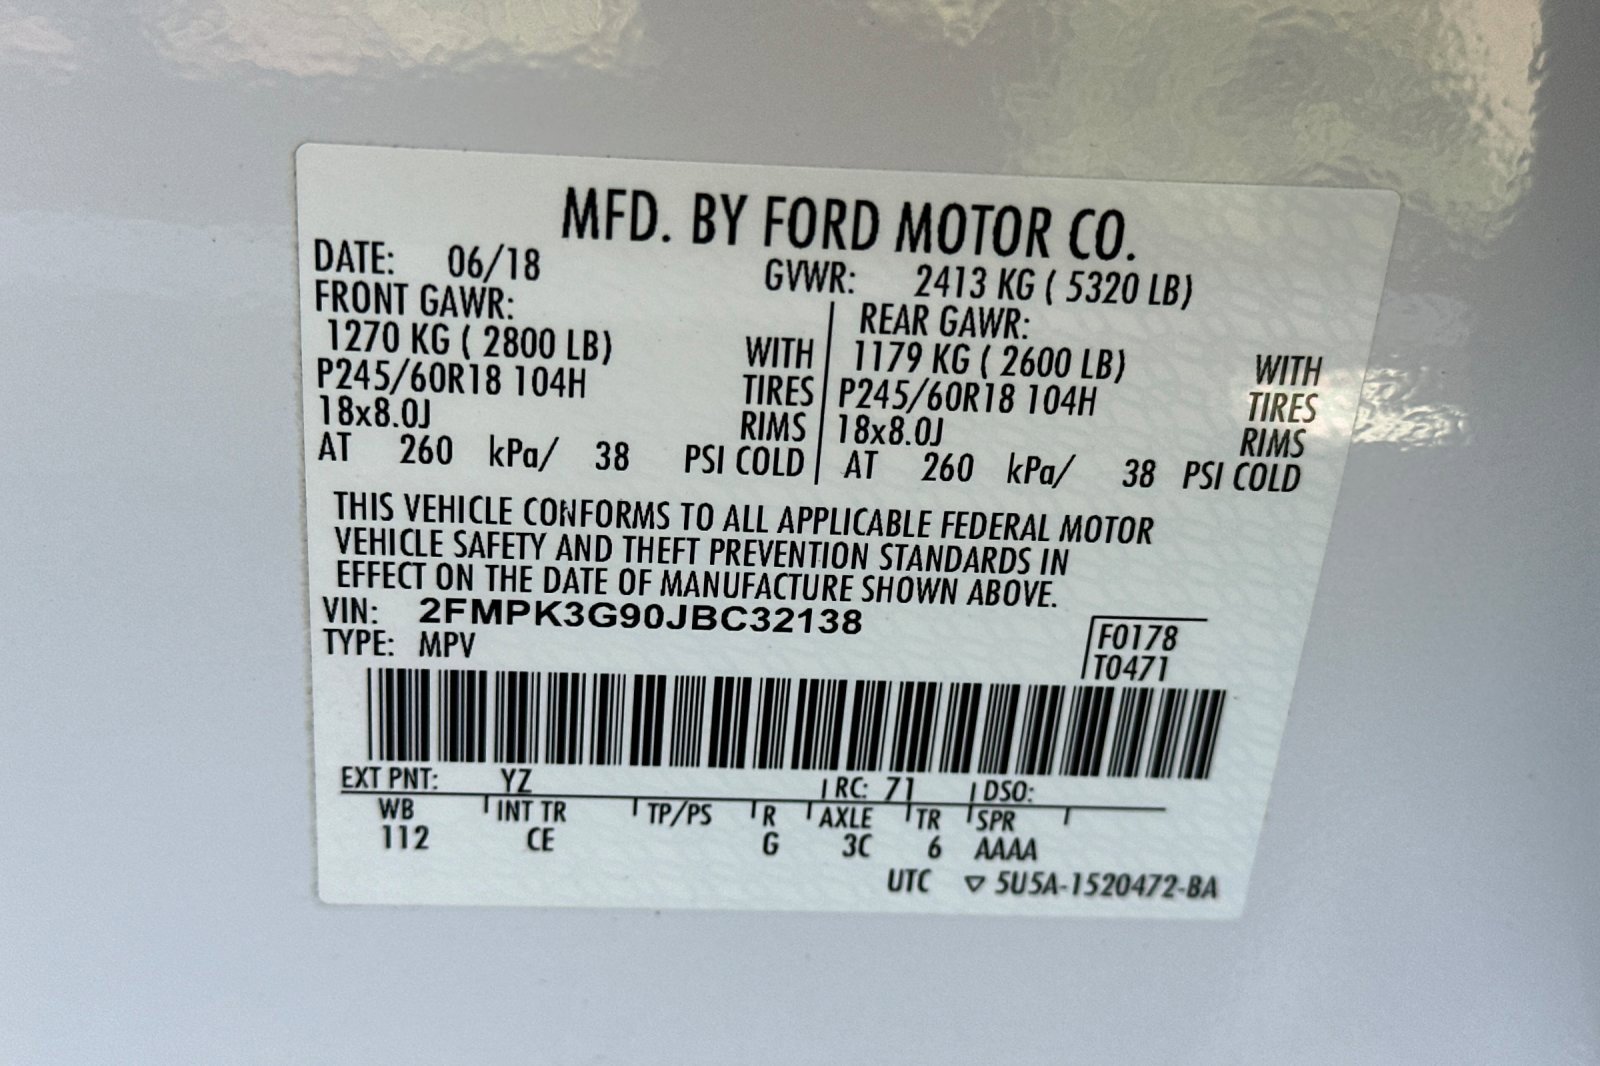 MFD. BY FORD MOTOR CO.
DATE: 06/18 GVWR: 2413 KG ( 5320 LB)
FRONT GAWR: REAR GAWR:
1270 KG ( 2800 LB) WITH 1179 KG ( 2600 LB) WITH
P245/60R18 104H TIRES P245/60R18 104H TIRES
18x8.0J RIMS 18x8.0J RIMS
AT 260 kPa/ 38 PSI COLD AT 260 kPa/ 38 PSI COLD
THIS VEHICLE CONFORMS TO ALL APPLICABLE FEDERAL MOTOR
VEHICLE SAFETY AND THEFT PREVENTION STANDARDS IN
EFFECT ON THE DATE OF MANUFACTURE SHOWN ABOVE.
VIN: 2FMPK3G90JBC32138
TYPE: MPV
F0178
T0471
EXT PNT: YZ RC: 71 DSO:
WB INT TR TP/PS R AXLE TR SPR
112 CE G 3C 6 AAAA
UTC ▽ 5U5A-1520472-BA